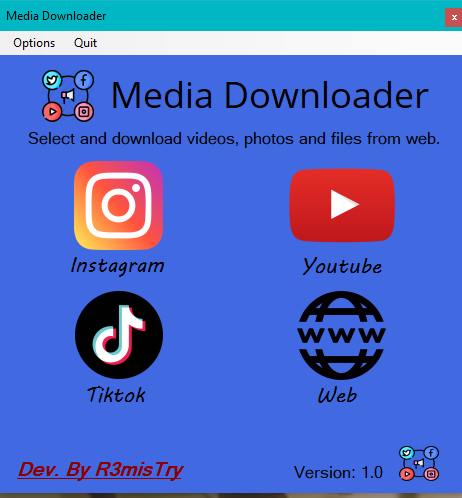 Media Downloader
x
Options Quit
Media Downloader
Select and download videos, photos and files from web.
Instagram Youtube
www
Tiktok Web
Dev. By R3misTry Version: 1.0